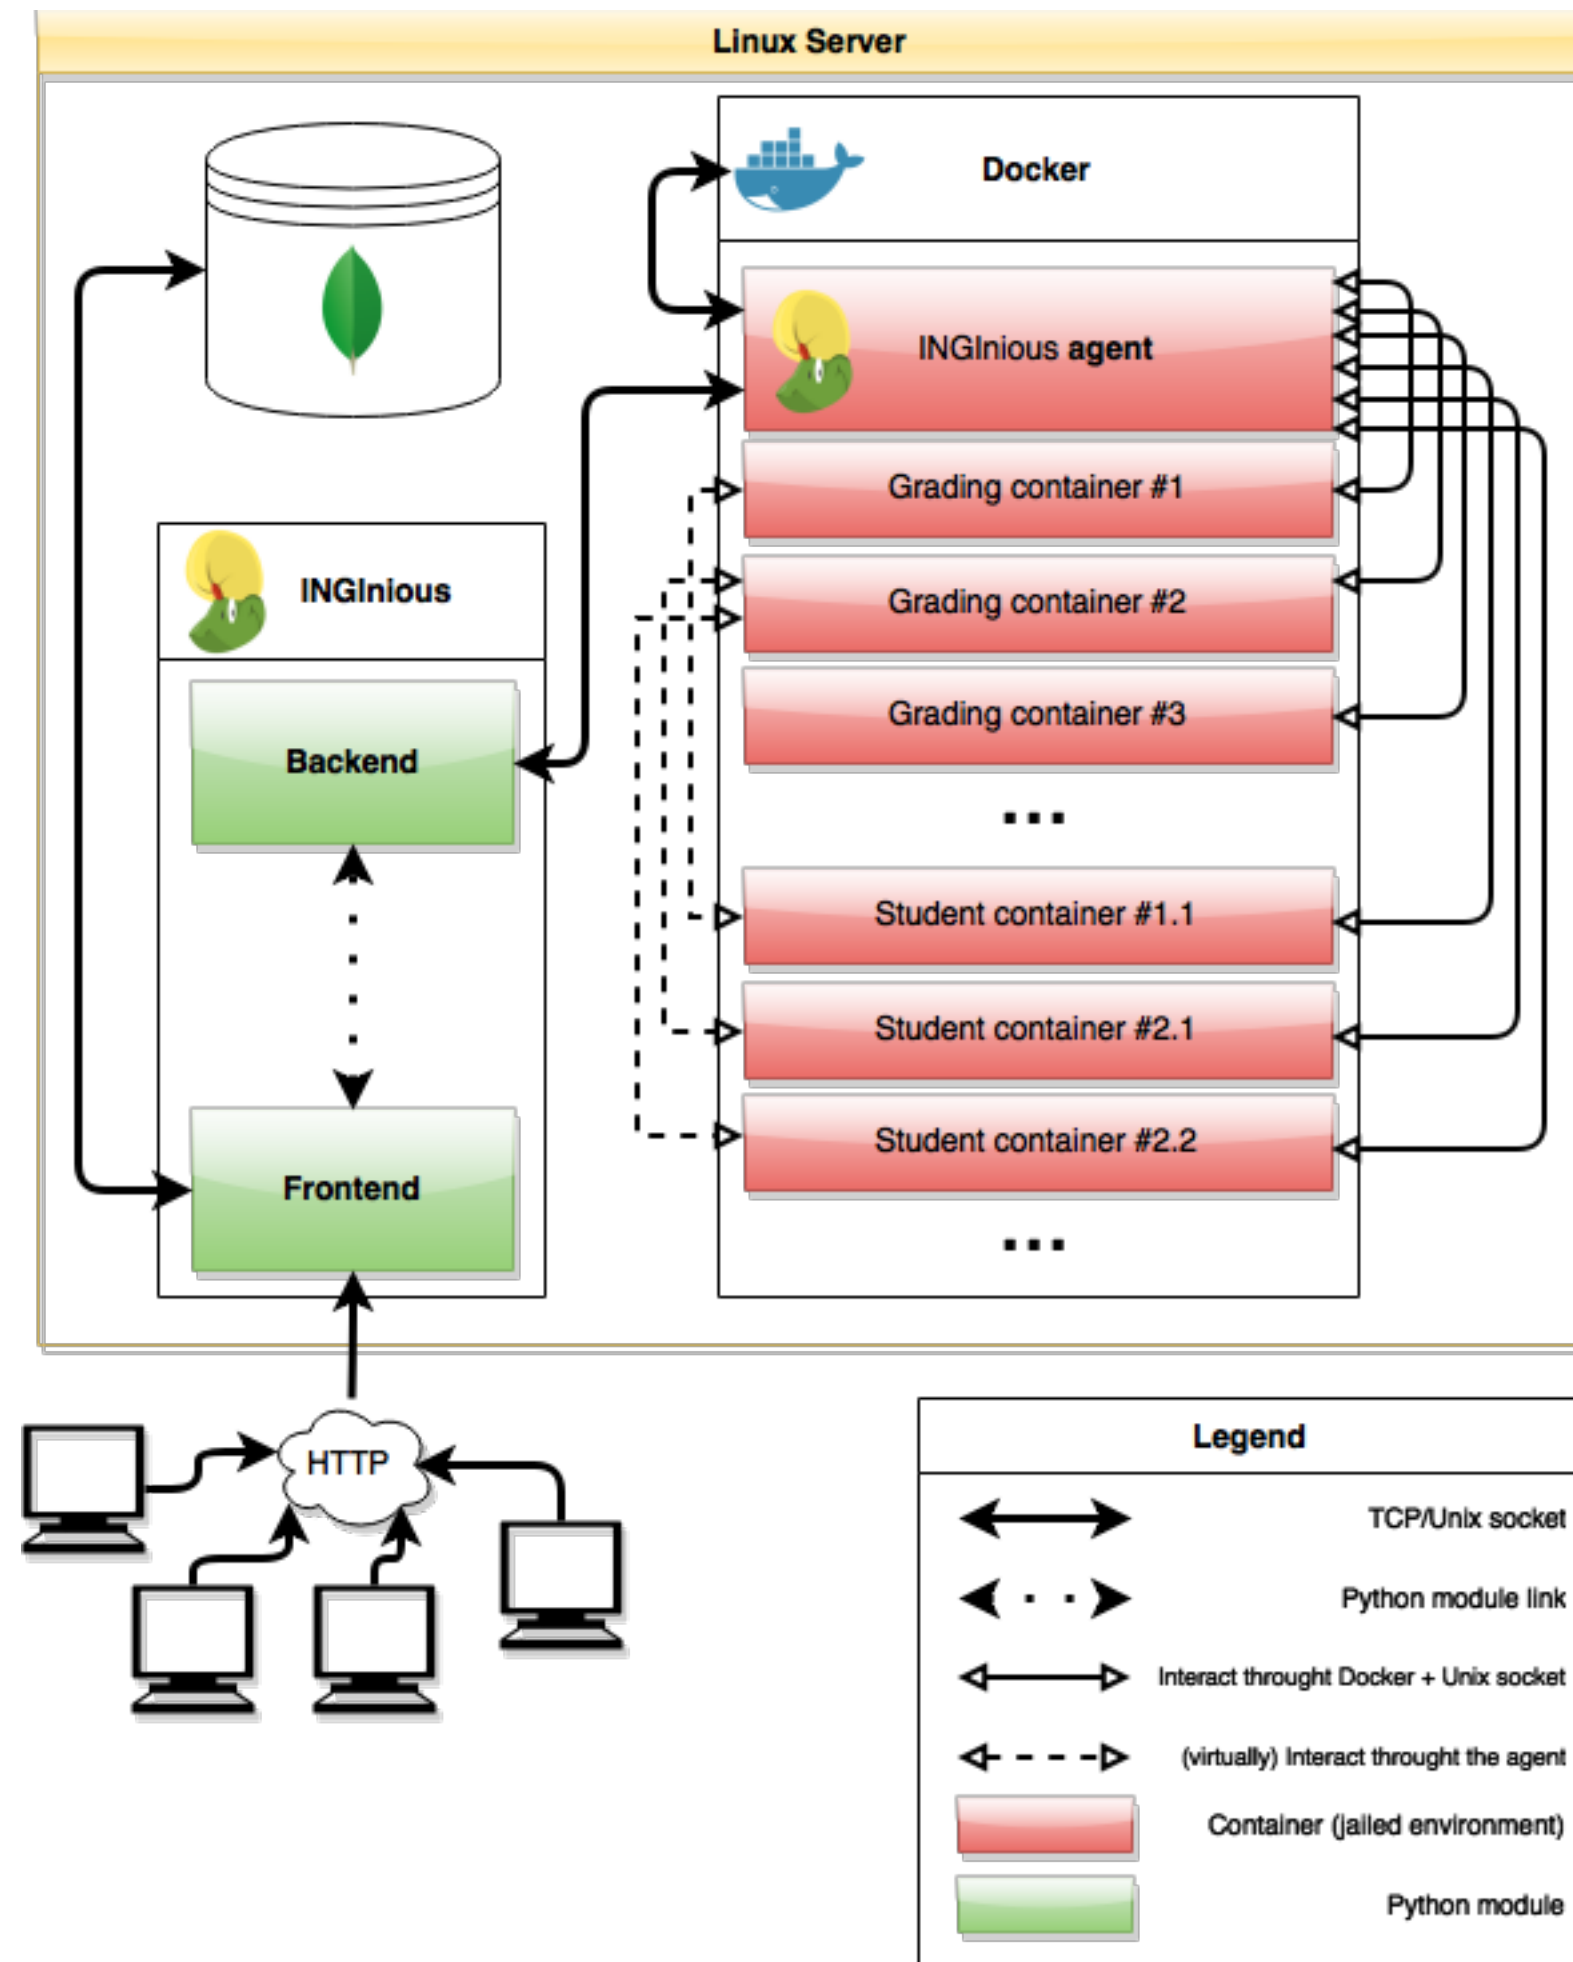 Linux Server
Docker
INGInious agent
Grading container #1
Grading container #2
Grading container #3
...
Student container #1.1
Student container #2.1
Student container #2.2
...
INGInious
Backend
Frontend
HTTP
Legend
TCP/Unix socket
Python module link
Interact throught Docker + Unix socket
(virtually) Interact throught the agent
Container (jailed environment)
Python module